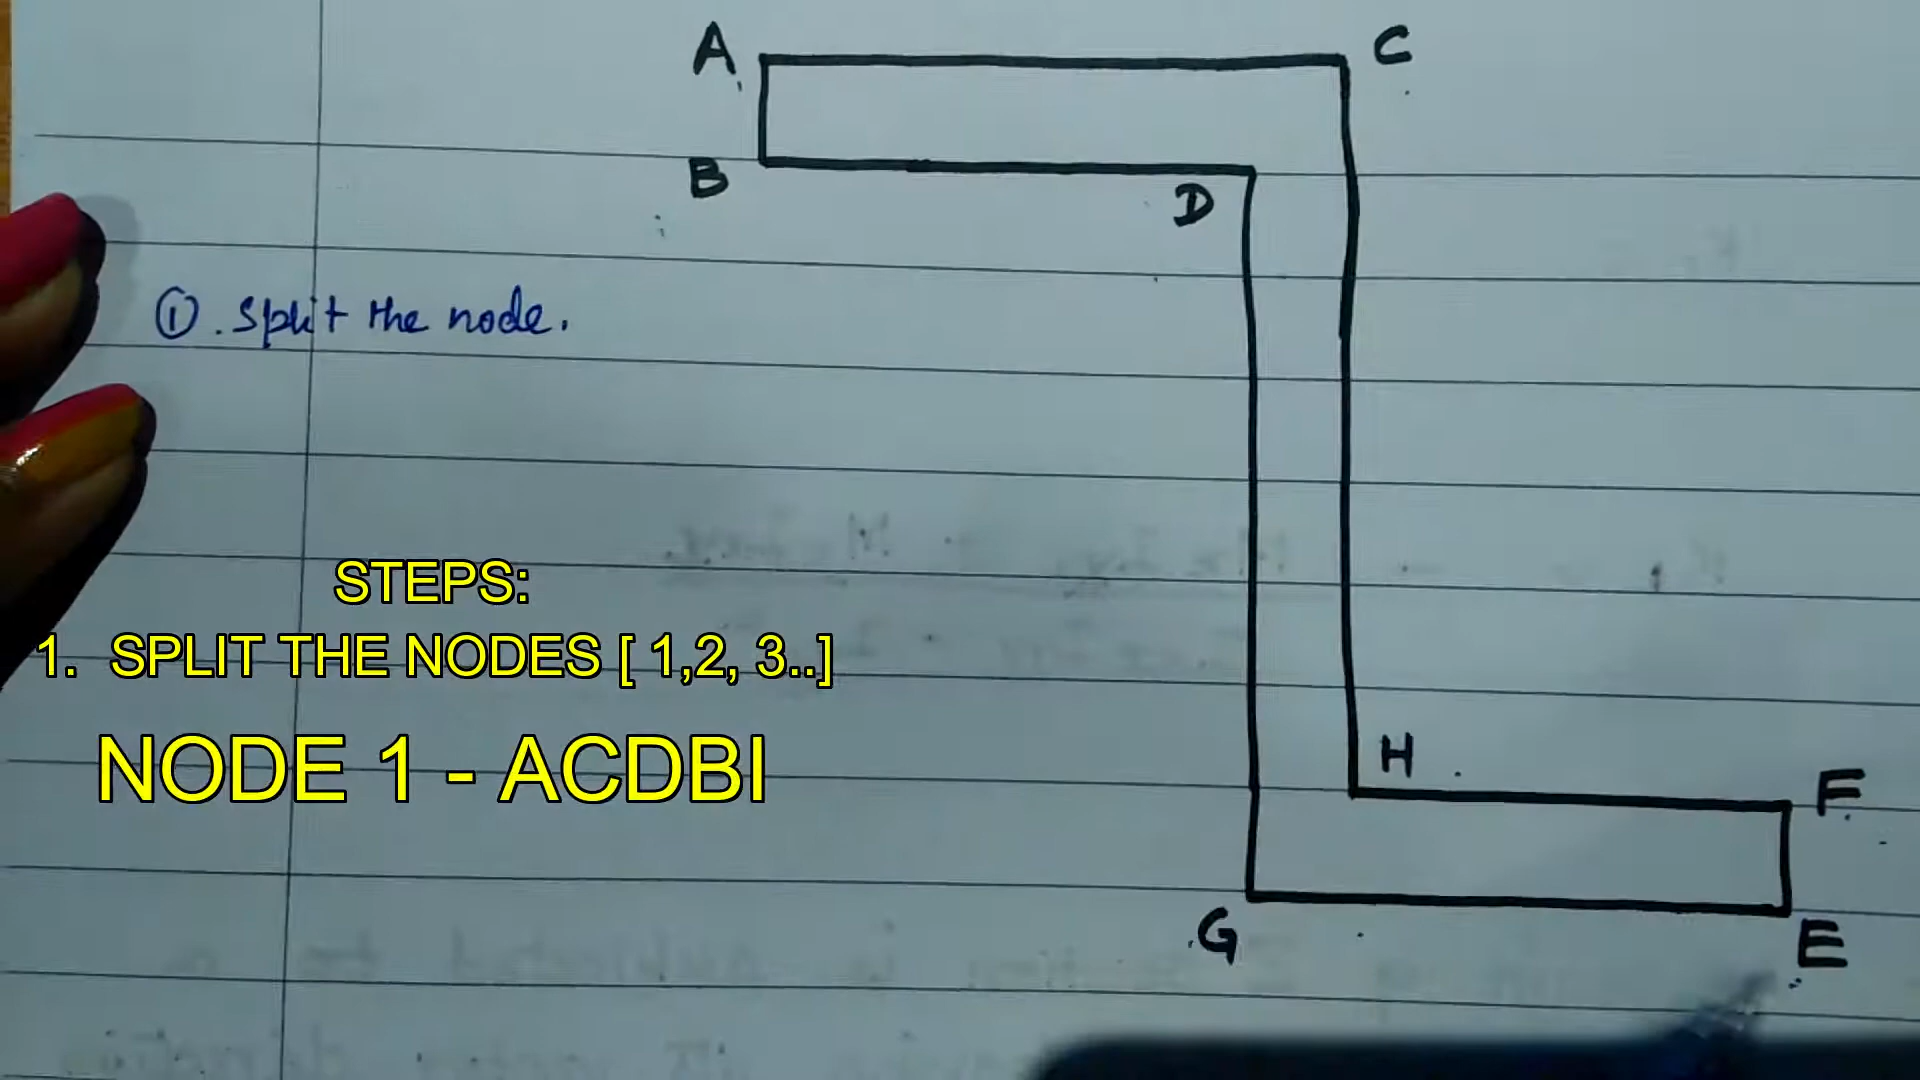 A
C
B
D
①. Split the node.
STEPS:
1. SPLIT THE NODES [ 1,2, 3..]
NODE 1 - ACDBI
H
F
G
E